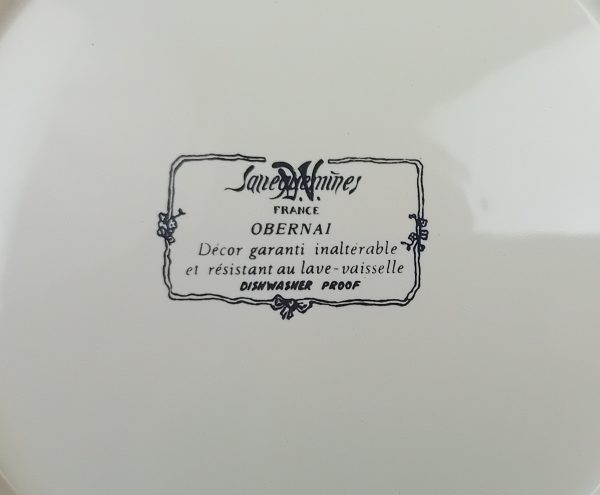 Sarreguemines
D.V.
FRANCE
OBERNAI
Décor garanti inaltérable
et résistant au lave-vaisselle
DISHWASHER PROOF